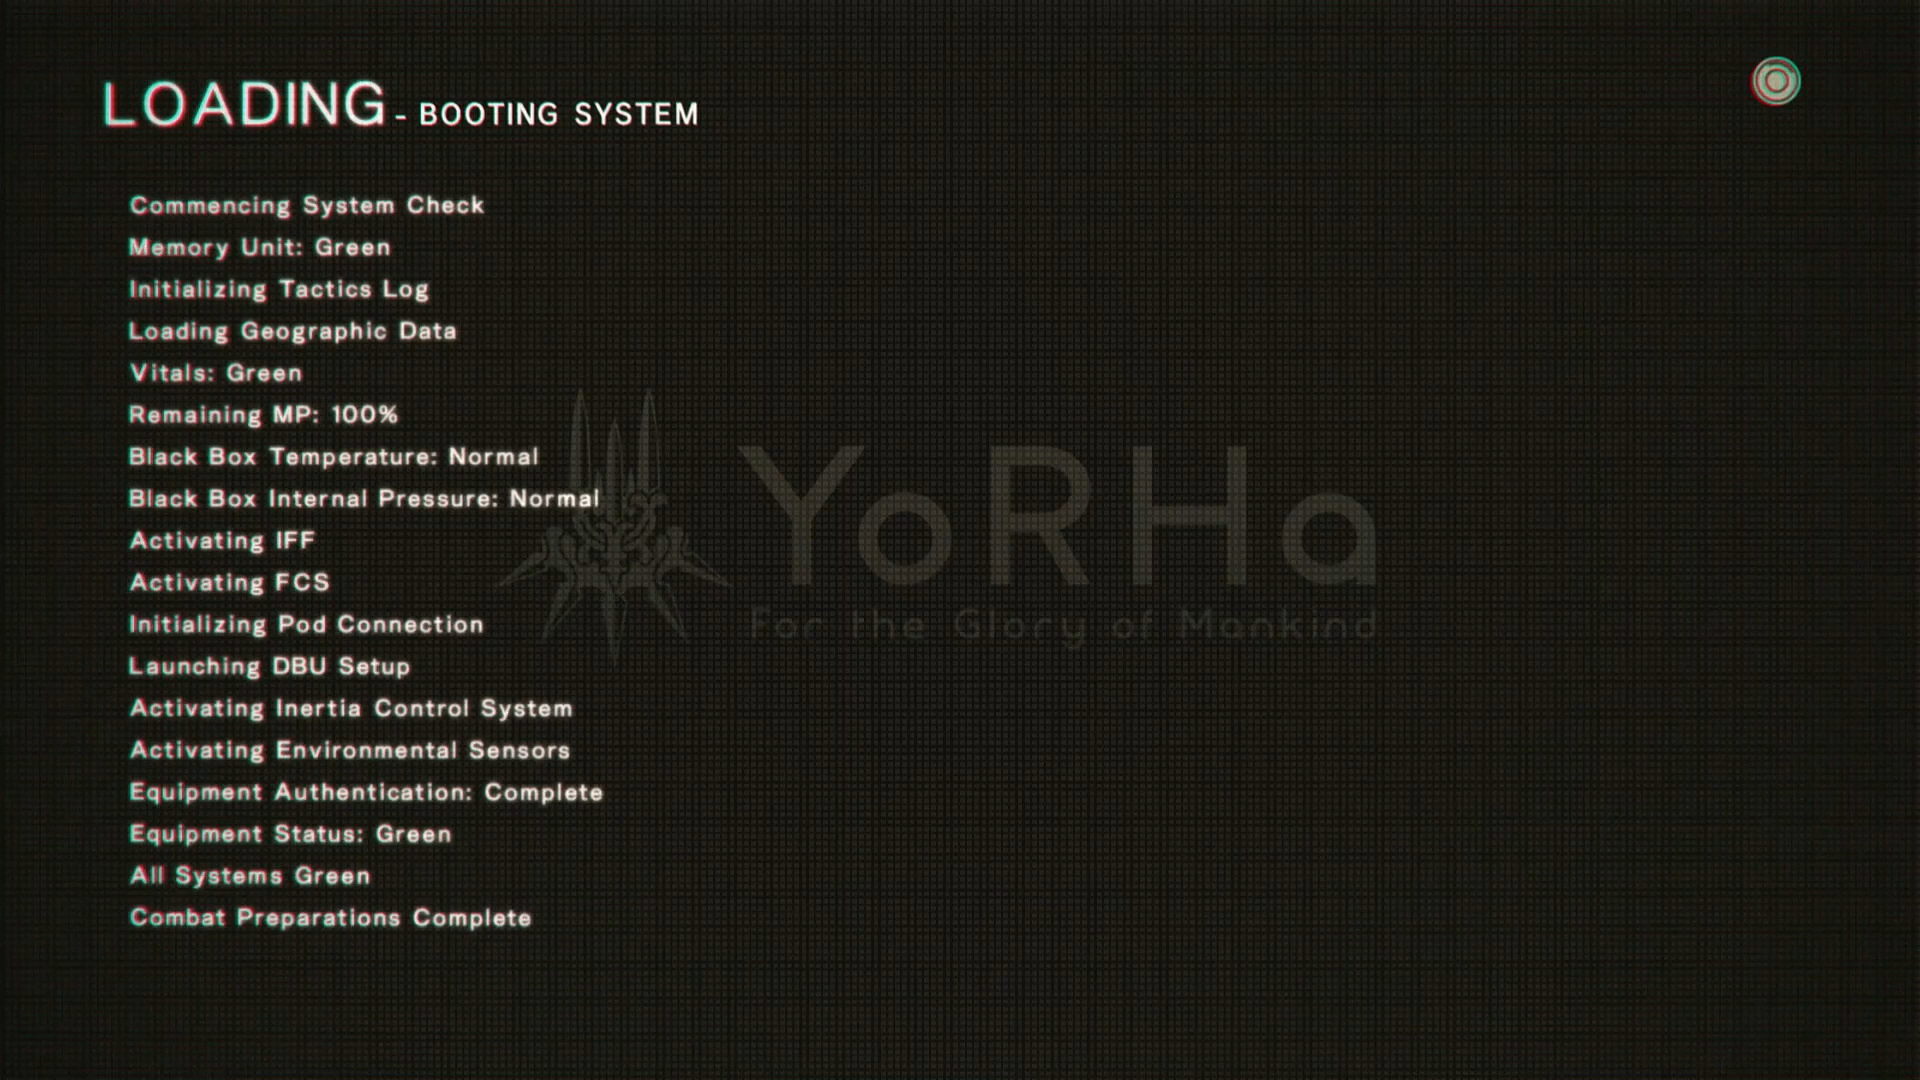 LOADING - BOOTING SYSTEM
Commencing System Check
Memory Unit: Green
Initializing Tactics Log
Loading Geographic Data
Vitals: Green
Remaining MP: 100%
Black Box Temperature: Normal
Black Box Internal Pressure: Normal
Activating IFF
Activating FCS
Initializing Pod Connection
Launching DBU Setup
Activating Inertia Control System
Activating Environmental Sensors
Equipment Authentication: Complete
Equipment Status: Green
All Systems Green
Combat Preparations Complete
YoRHa
For the Glory of Mankind